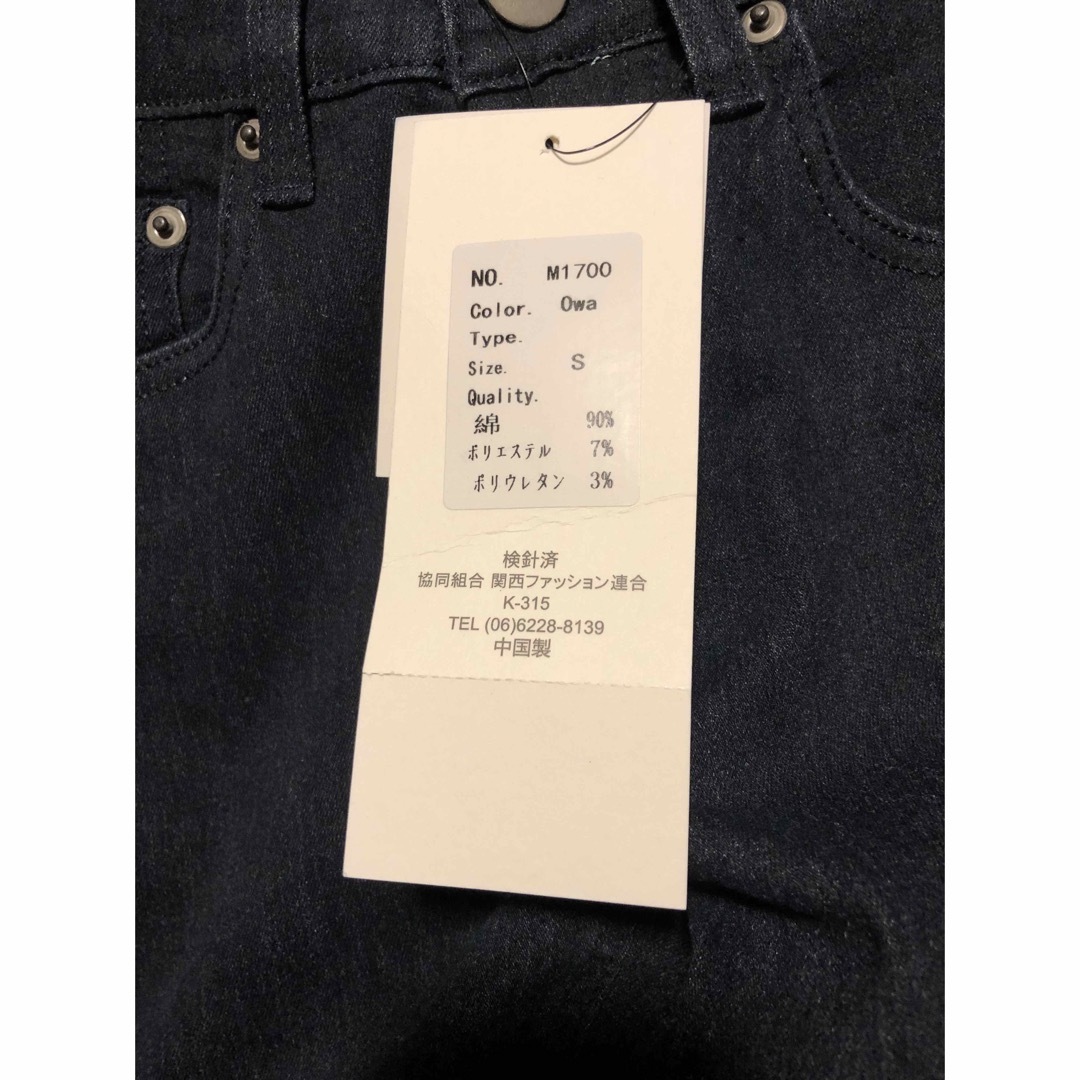 NO. M1700
Color. Owa
Type.
Size. S
Quality.
綿 90%
ポリエステル 7%
ポリウレタン 3%
検針済
協同組合 関西ファッション連合
K-315
TEL (06)6228-8139
中国製